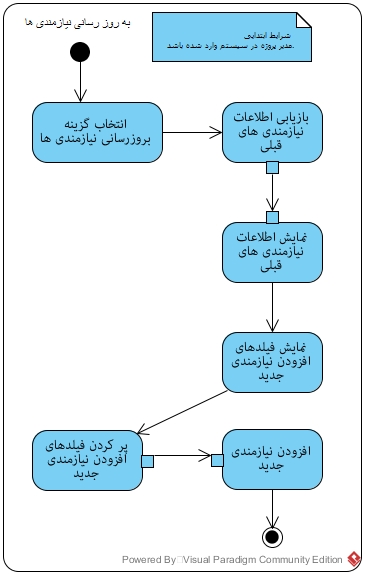 به روز رسانی نیازمندی ها
شرایط ابتدایی
مدیر پروژه در سیستم وارد شده باشد.
انتخاب گزینه
بروزرسانی نیازمندی ها
بازیابی اطلاعات
نیازمندی های
قبلی
نمایش اطلاعات
نیازمندی های
قبلی
نمایش فیلدهای
افزودن نیازمندی
جدید
پر کردن فیلدهای
افزودن نیازمندی
جدید
افزودن نیازمندی
جدید
Powered By Visual Paradigm Community Edition